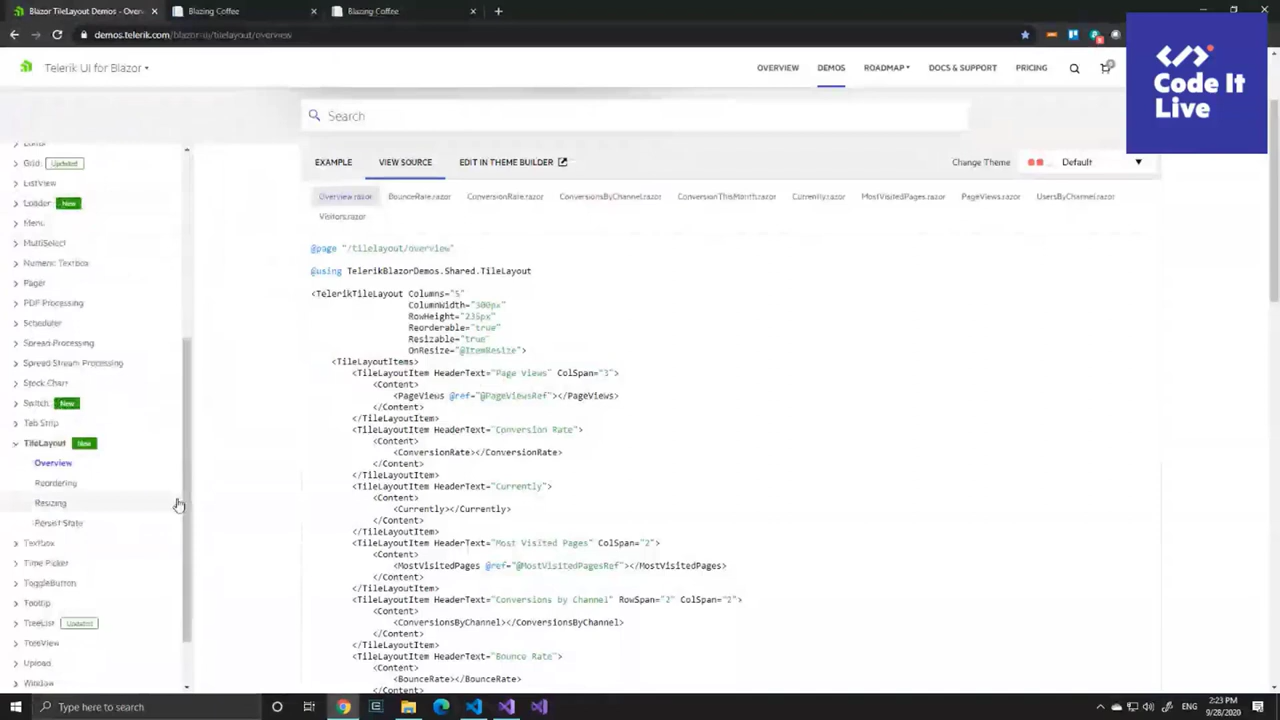 Blazor TileLayout Demos - Over
Blazing Coffee
Blazing Coffee
demos.telerik.com/blazor-ui/tilelayout/overview
Telerik UI for Blazor
OVERVIEW
DEMOS
ROADMAP
DOCS & SUPPORT
PRICING
0
Code It
Live
Search
EXAMPLE
VIEW SOURCE
EDIT IN THEME BUILDER
Change Theme
Default
Editor
Grid Updated
ListView
Loader New
Menu
MultiSelect
Numeric Textbox
Pager
PDF Processing
Scheduler
Spread Processing
Spread Stream Processing
Stock Chart
Switch New
Tab Strip
TileLayout New
Overview
Reordering
Resizing
Persist State
Textbox
Time Picker
ToggleButton
Tooltip
TreeList Updated
TreeView
Upload
Window
Overview.razor BounceRate.razor ConversionRate.razor ConversionsByChannel.razor ConversionThisMonth.razor Currently.razor MostVisitedPages.razor PageViews.razor UsersByCamera.razor
Visitors.razor
@page "/tilelayout/overview"
@using TelerikBlazorDemos.Shared.TileLayout
<TelerikTileLayout Columns="5"
ColumnWidth="300px"
RowHeight="235px"
Reorderable="true"
Resizable="true"
OnResize="@ItemResize">
<TileLayoutItems>
<TileLayoutItem HeaderText="Page Views" ColSpan="3">
<Content>
<PageViews @ref="@PageViewsRef"></PageViews>
</Content>
</TileLayoutItem>
<TileLayoutItem HeaderText="Conversion Rate">
<Content>
<ConversionRate></ConversionRate>
</Content>
</TileLayoutItem>
<TileLayoutItem HeaderText="Currently">
<Content>
<Currently></Currently>
</Content>
</TileLayoutItem>
<TileLayoutItem HeaderText="Most Visited Pages" ColSpan="2">
<Content>
<MostVisitedPages @ref="@MostVisitedPagesRef"></MostVisitedPages>
</Content>
</TileLayoutItem>
<TileLayoutItem HeaderText="Conversions by Channel" RowSpan="2" ColSpan="2">
<Content>
<ConversionsByChannel></ConversionsByChannel>
</Content>
</TileLayoutItem>
<TileLayoutItem HeaderText="Bounce Rate">
<Content>
<BounceRate></BounceRate>
</Content>
Type here to search
ENG
2:23 PM
9/28/2020